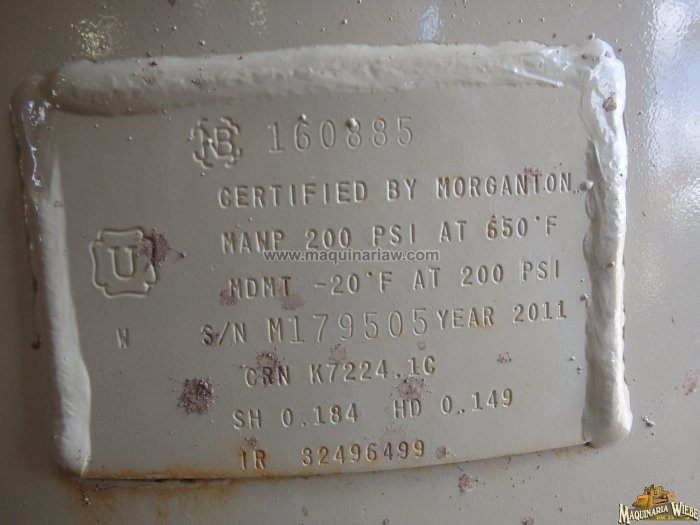 NB 160885
CERTIFIED BY MORGANTON
MAWP 200 PSI AT 650°F
www.maquinariaw.com
U
MDMT -20°F AT 200 PSI
W S/N M179505 YEAR 2011
CRN K7224.1C
SH 0.184 HD 0.149
IR 32496499
MAQUINARIA WIEBE